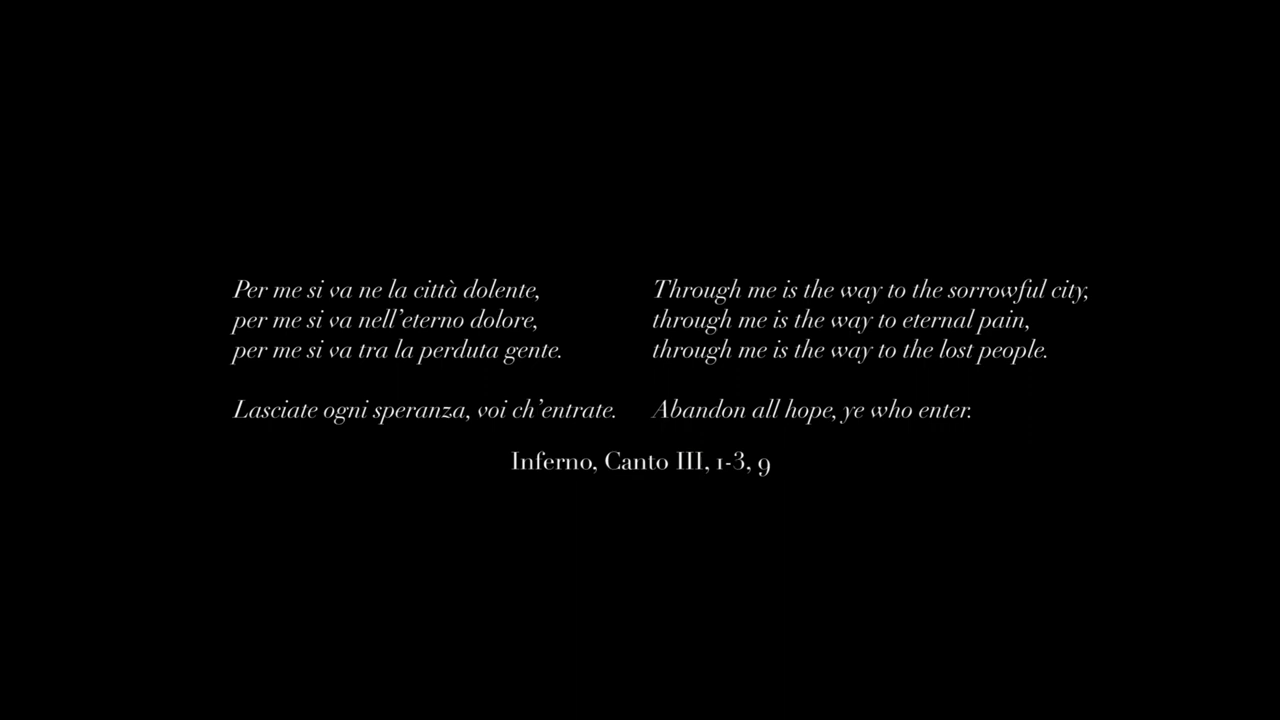 Per me si va ne la città dolente,
per me si va nell’eterno dolore,
per me si va tra la perduta gente.
Lasciate ogni speranza, voi ch’entrate.
Through me is the way to the sorrowful city,
through me is the way to eternal pain,
through me is the way to the lost people.
Abandon all hope, ye who enter.
Inferno, Canto III, 1-3, 9